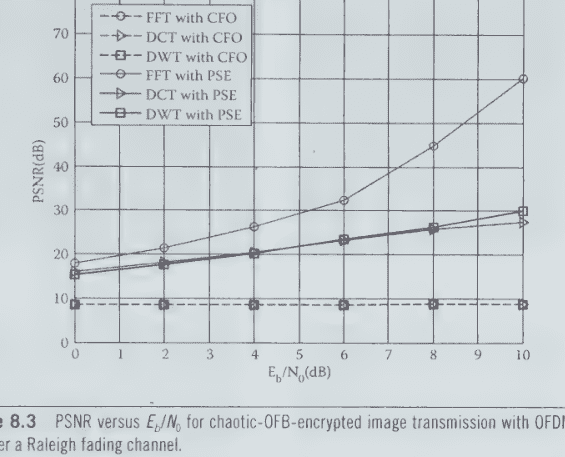 FFT with CFO
DCT with CFO
DWT with CFO
FFT with PSE
DCT with PSE
DWT with PSE
70
60
50
40
30
20
10
0
PSNR(dB)
0 1 2 3 4 5 6 7 8 9 10
E_b/N_0(dB)
8.3 PSNR versus E_b/N_0 for chaotic-OFB-encrypted image transmission with
a Raleigh fading channel.